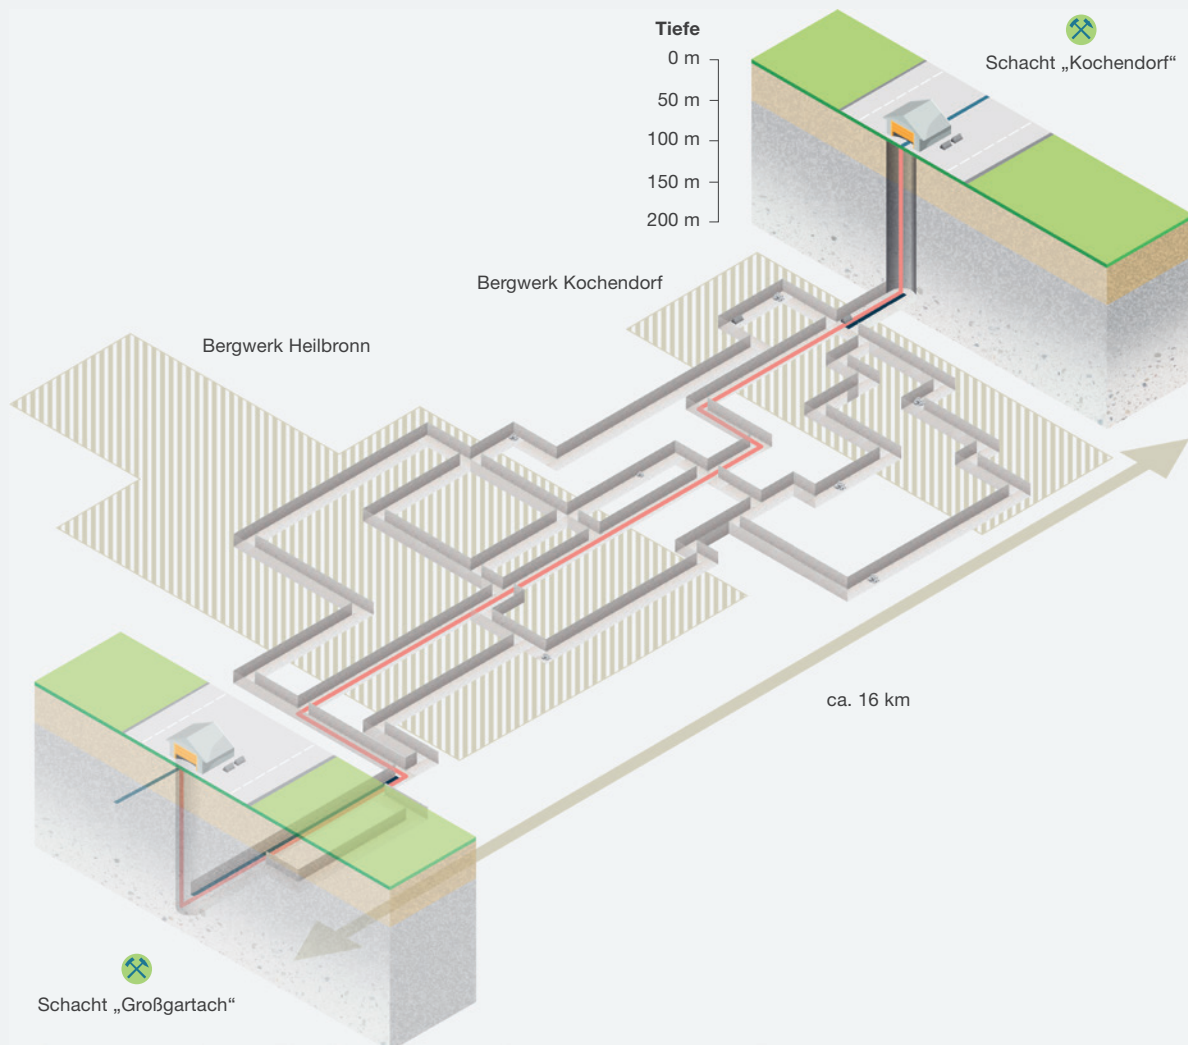 Tiefe
0 m
50 m
100 m
150 m
200 m
Schacht „Kochendorf“
Bergwerk Kochendorf
Bergwerk Heilbronn
ca. 16 km
Schacht „Großgartach“